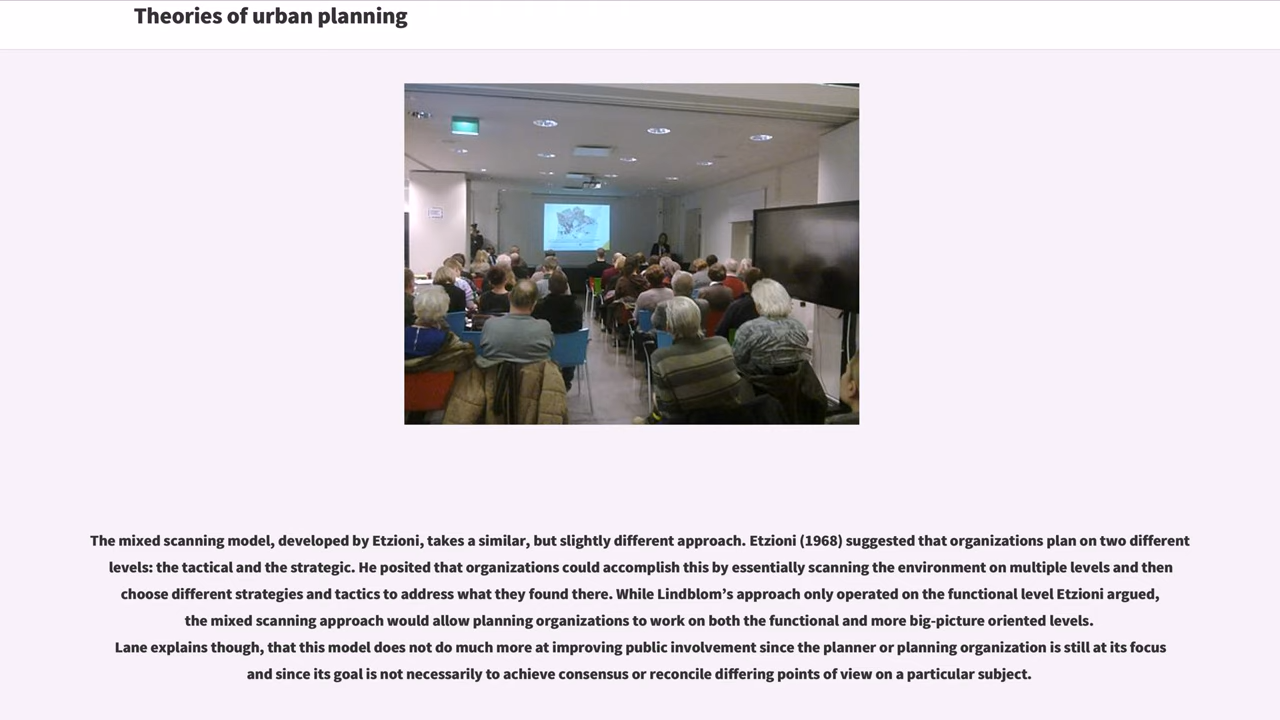 Theories of urban planning
The mixed scanning model, developed by Etzioni, takes a similar, but slightly different approach. Etzioni (1968) suggested that organizations plan on two different
levels: the tactical and the strategic. He posited that organizations could accomplish this by essentially scanning the environment on multiple levels and then
choose different strategies and tactics to address what they found there. While Lindblom’s approach only operated on the functional level Etzioni argued,
the mixed scanning approach would allow planning organizations to work on both the functional and more big-picture oriented levels.
Lane explains though, that this model does not do much more at improving public involvement since the planner or planning organization is still at its focus
and since its goal is not necessarily to achieve consensus or reconcile differing points of view on a particular subject.